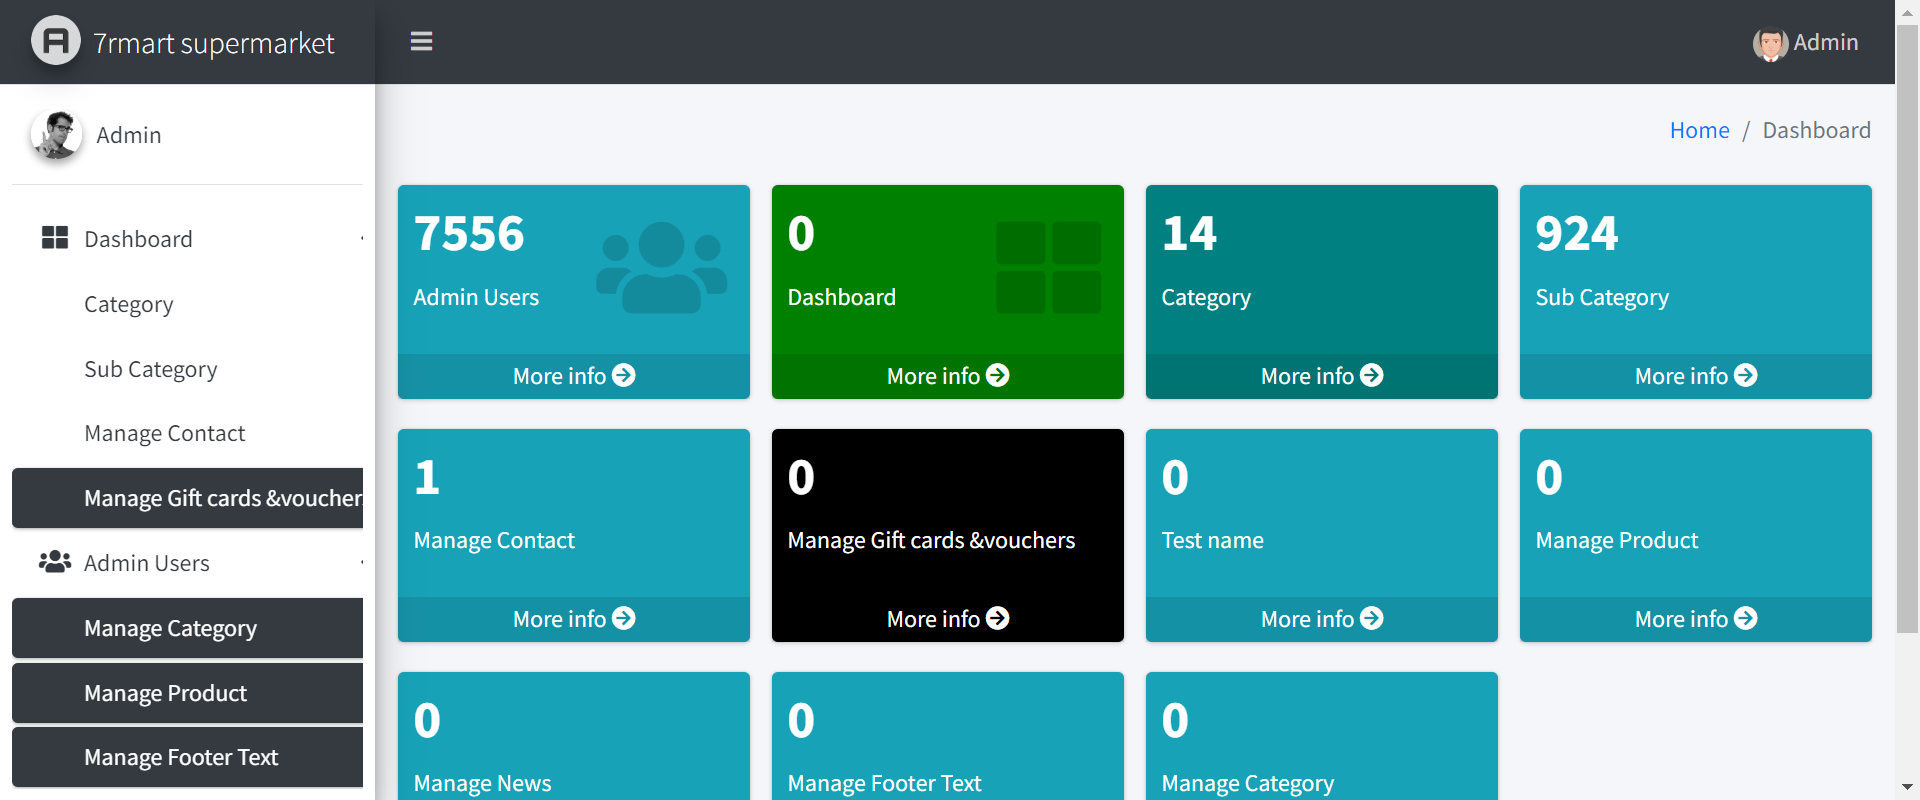 7rmart supermarket
Admin
Admin
Home / Dashboard
Dashboard
Category
Sub Category
Manage Contact
Manage Gift cards &voucher
Admin Users
Manage Category
Manage Product
Manage Footer Text
7556
Admin Users
More info
0
Dashboard
More info
14
Category
More info
924
Sub Category
More info
1
Manage Contact
More info
0
Manage Gift cards &vouchers
More info
0
Test name
More info
0
Manage Product
More info
0
Manage News
0
Manage Footer Text
0
Manage Category